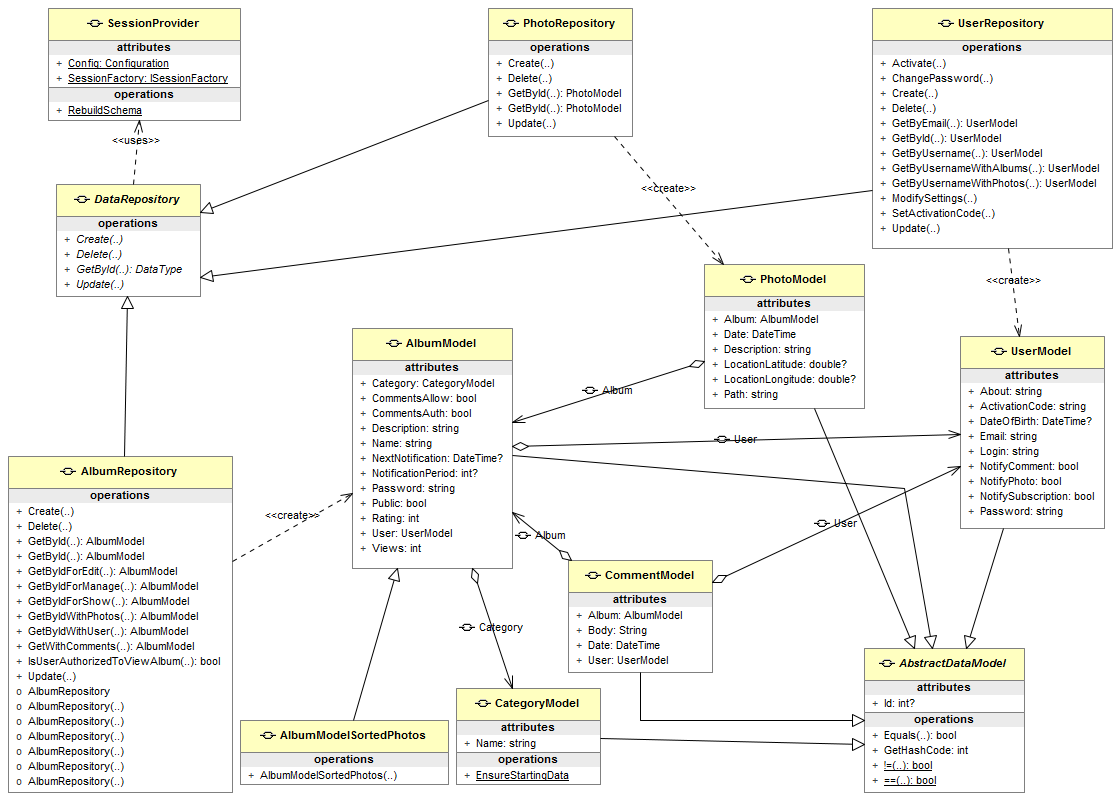 SessionProvider
attributes
+ Config: Configuration
+ SessionFactory: ISessionFactory
operations
+ RebuildSchema
<<uses>>
PhotoRepository
operations
+ Create(..)
+ Delete(..)
+ GetById(..): PhotoModel
+ GetById(..): PhotoModel
+ Update(..)
<<create>>
UserRepository
operations
+ Activate(..)
+ ChangePassword(..)
+ Create(..)
+ Delete(..)
+ GetByEmail(..): UserModel
+ GetById(..): UserModel
+ GetByUsername(..): UserModel
+ GetByUsernameWithAlbums(..): UserModel
+ GetByUsernameWithPhotos(..): UserModel
+ ModifySettings(..)
+ SetActivationCode(..)
+ Update(..)
<<create>>
DataRepository
operations
+ Create(..)
+ Delete(..)
+ GetById(..): DataType
+ Update(..)
PhotoModel
attributes
+ Album: AlbumModel
+ Date: DateTime
+ Description: string
+ LocationLatitude: double?
+ LocationLongitude: double?
+ Path: string
Album
AlbumModel
attributes
+ Category: CategoryModel
+ CommentsAllow: bool
+ CommentsAuth: bool
+ Description: string
+ Name: string
+ NextNotification: DateTime?
+ NotificationPeriod: int?
+ Password: string
+ Public: bool
+ Rating: int
+ User: UserModel
+ Views: int
User
UserModel
attributes
+ About: string
+ ActivationCode: string
+ DateOfBirth: DateTime?
+ Email: string
+ Login: string
+ NotifyComment: bool
+ NotifyPhoto: bool
+ NotifySubscription: bool
+ Password: string
User
Album
AlbumRepository
operations
+ Create(..)
+ Delete(..)
+ GetById(..): AlbumModel
+ GetById(..): AlbumModel
+ GetByIdForEdit(..): AlbumModel
+ GetByIdForManage(..): AlbumModel
+ GetByIdForShow(..): AlbumModel
+ GetByIdWithPhotos(..): AlbumModel
+ GetByIdWithUser(..): AlbumModel
+ GetWithComments(..): AlbumModel
+ IsUserAuthorizedToViewAlbum(..): bool
+ Update(..)
o AlbumRepository
o AlbumRepository(..)
o AlbumRepository(..)
o AlbumRepository(..)
o AlbumRepository(..)
o AlbumRepository(..)
o AlbumRepository(..)
<<create>>
CommentModel
attributes
+ Album: AlbumModel
+ Body: String
+ Date: DateTime
+ User: UserModel
Category
AlbumModelSortedPhotos
operations
+ AlbumModelSortedPhotos(..)
CategoryModel
attributes
+ Name: string
operations
+ EnsureStartingData
AbstractDataModel
attributes
+ Id: int?
operations
+ Equals(..): bool
+ GetHashCode: int
+ !=(..): bool
+ ==(..): bool